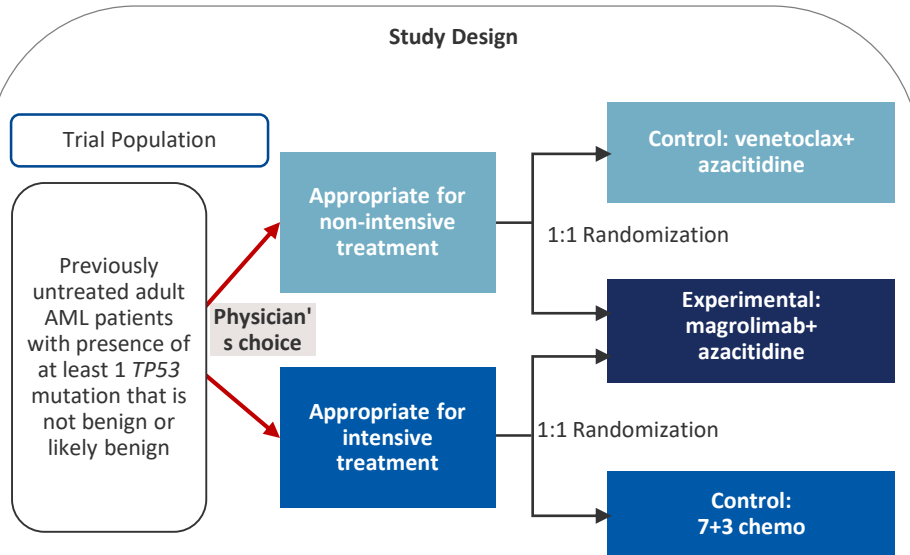 Study Design
Trial Population
Previously
untreated adult
AML patients
with presence of
at least 1 TP53
mutation that is
not benign or
likely benign
Physician'
s choice
Appropriate for
non-intensive
treatment
Appropriate for
intensive
treatment
1:1 Randomization
1:1 Randomization
Control: venetoclax+
azacitidine
Experimental:
magrolimab+
azacitidine
Control:
7+3 chemo